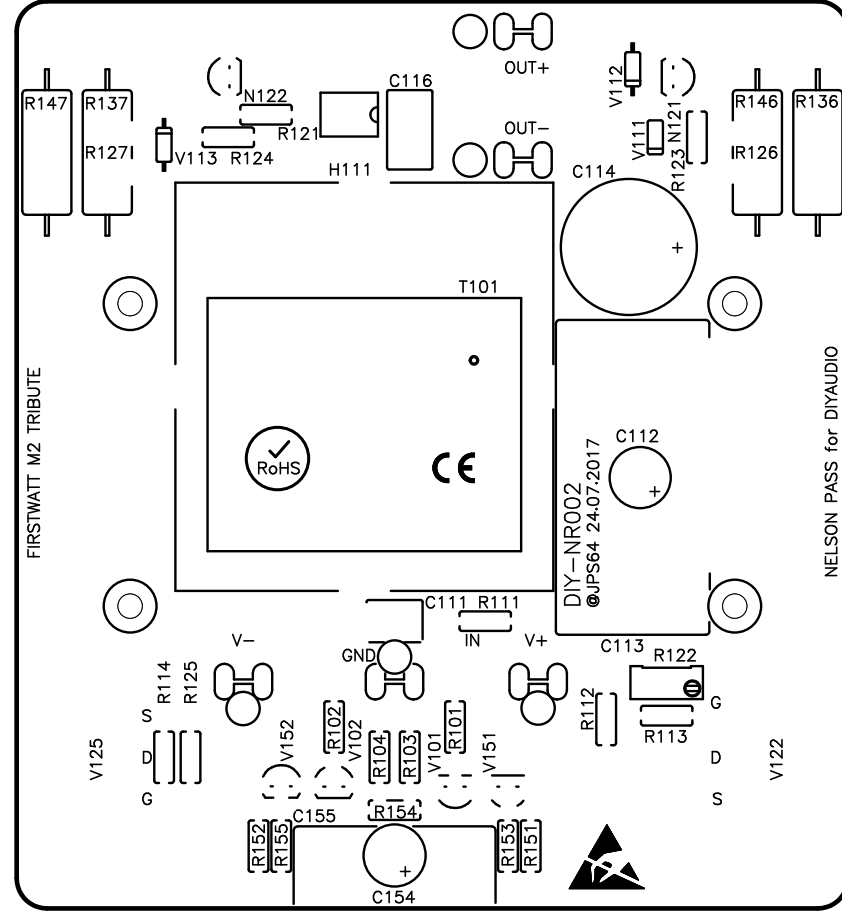 OUT+
V112
C116
N122
R147
R137
R146
R136
R121
N121
V111
OUT-
R127
V113
R124
R126
R123
H111
C114
T101
FIRSTWATT M2 TRIBUTE
NELSON PASS for DIYAUDIO
+
C112
RoHS
CE
+
DIY-NR002
@JPS64 24.07.2017
C111
R111
IN
V-
V+
C113
GND
R122
R114
R125
S
D
G
V125
R112
G
D
S
R113
V122
R102
R101
V152
V102
R104
R103
V101
V151
R154
C155
R152
R155
R153
R151
+
C154